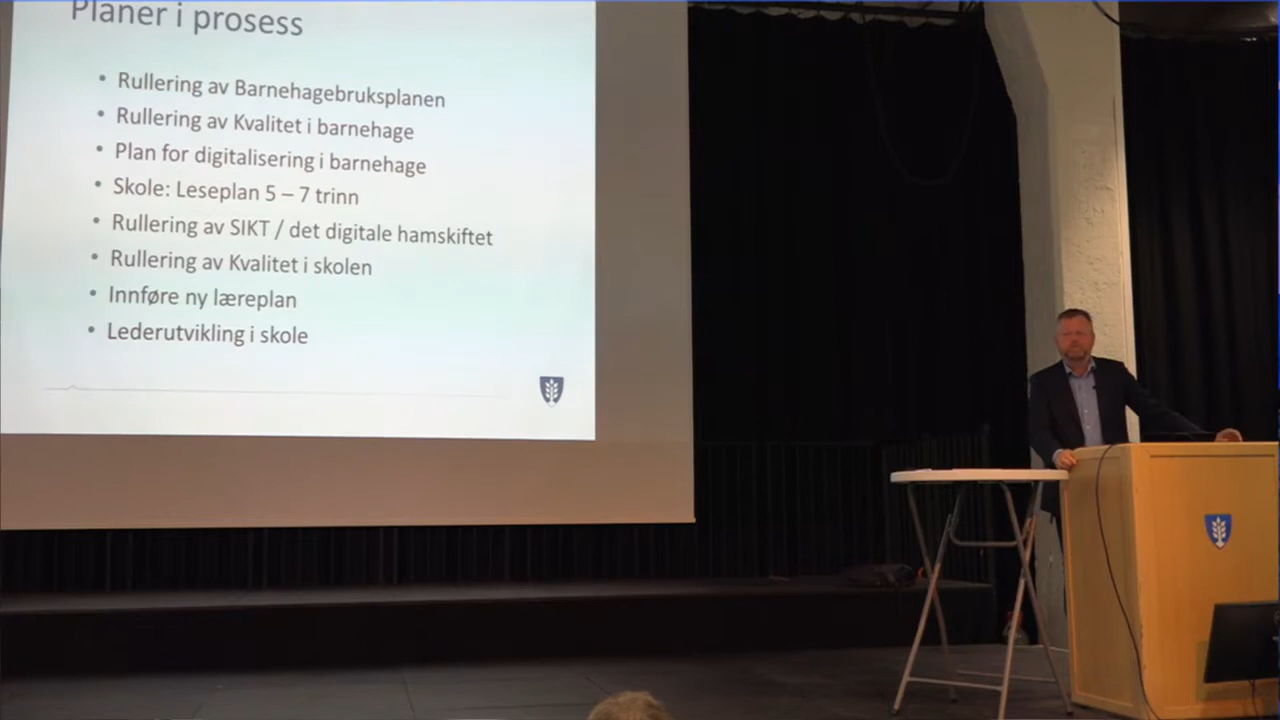 Planer i prosess
• Rullering av Barnehagebruksplanen
• Rullering av Kvalitet i barnehage
• Plan for digitalisering i barnehage
• Skole: Leseplan 5 – 7 trinn
• Rullering av SIKT / det digitale hamskiftet
• Rullering av Kvalitet i skolen
• Innføre ny læreplan
• Lederutvikling i skole